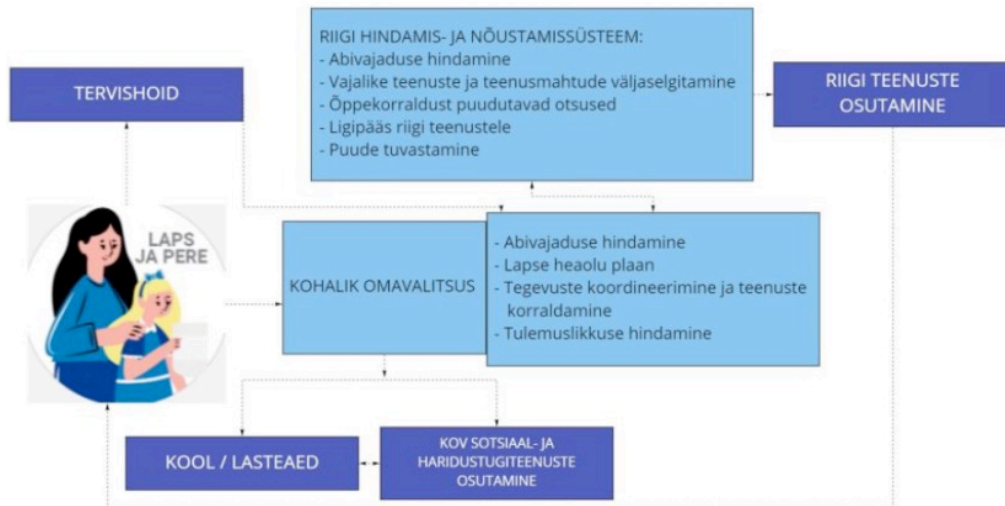 RIIGI HINDAMIS- JA NÕUSTAMISSÜSTEEM:
- Abivajaduse hindamine
- Vajalike teenuste ja teenusmahtude väljaselgitamine
- Õppekorraldust puudutavad otsused
- Ligipääs riigi teenustele
- Puude tuvastamine
TERVISHOID
RIIGI TEENUSTE
OSUTAMINE
LAPS
JA PERE
KOHALIK OMAVALITSUS
- Abivajaduse hindamine
- Lapse heaolu plaan
- Tegevuste koordineerimine ja teenuste
korraldamine
- Tulemuslikkuse hindamine
KOOL / LASTEAED
KOV SOTSIAAL- JA
HARIDUSTUGITEENUSTE
OSUTAMINE